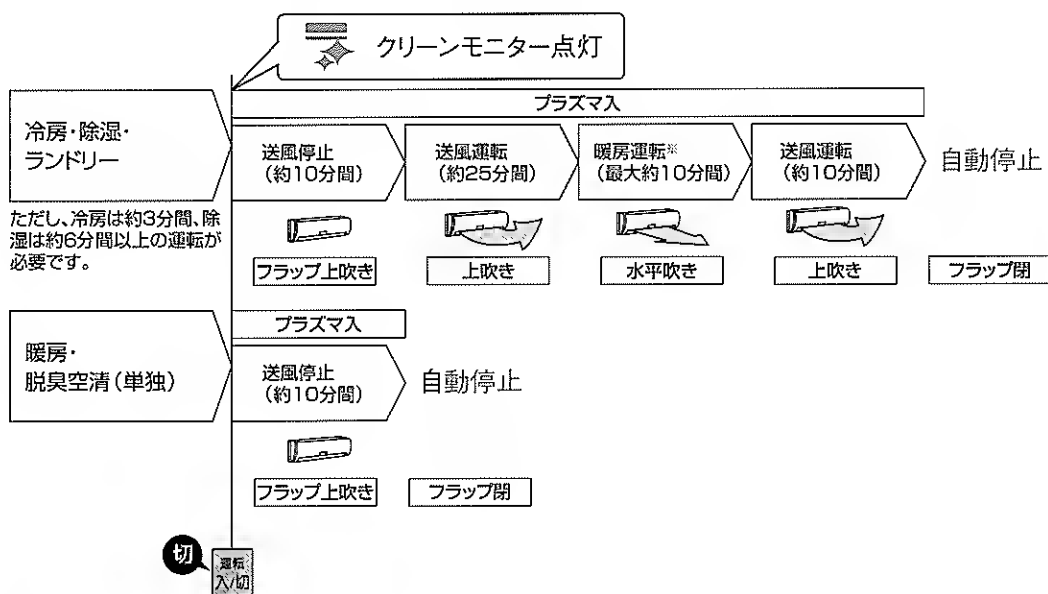 クリーンモニター点灯
プラズマ入
冷房・除湿・
ランドリー
送風停止
(約10分間)
送風運転
(約25分間)
暖房運転※
(最大約10分間)
送風運転
(約10分間)
自動停止
ただし、冷房は約3分間、除
湿は約6分間以上の運転が
必要です。
フラップ上吹き
上吹き
水平吹き
上吹き
フラップ閉
プラズマ入
暖房・
脱臭空清(単独)
送風停止
(約10分間)
自動停止
フラップ上吹き
フラップ閉
切
運転
入/切